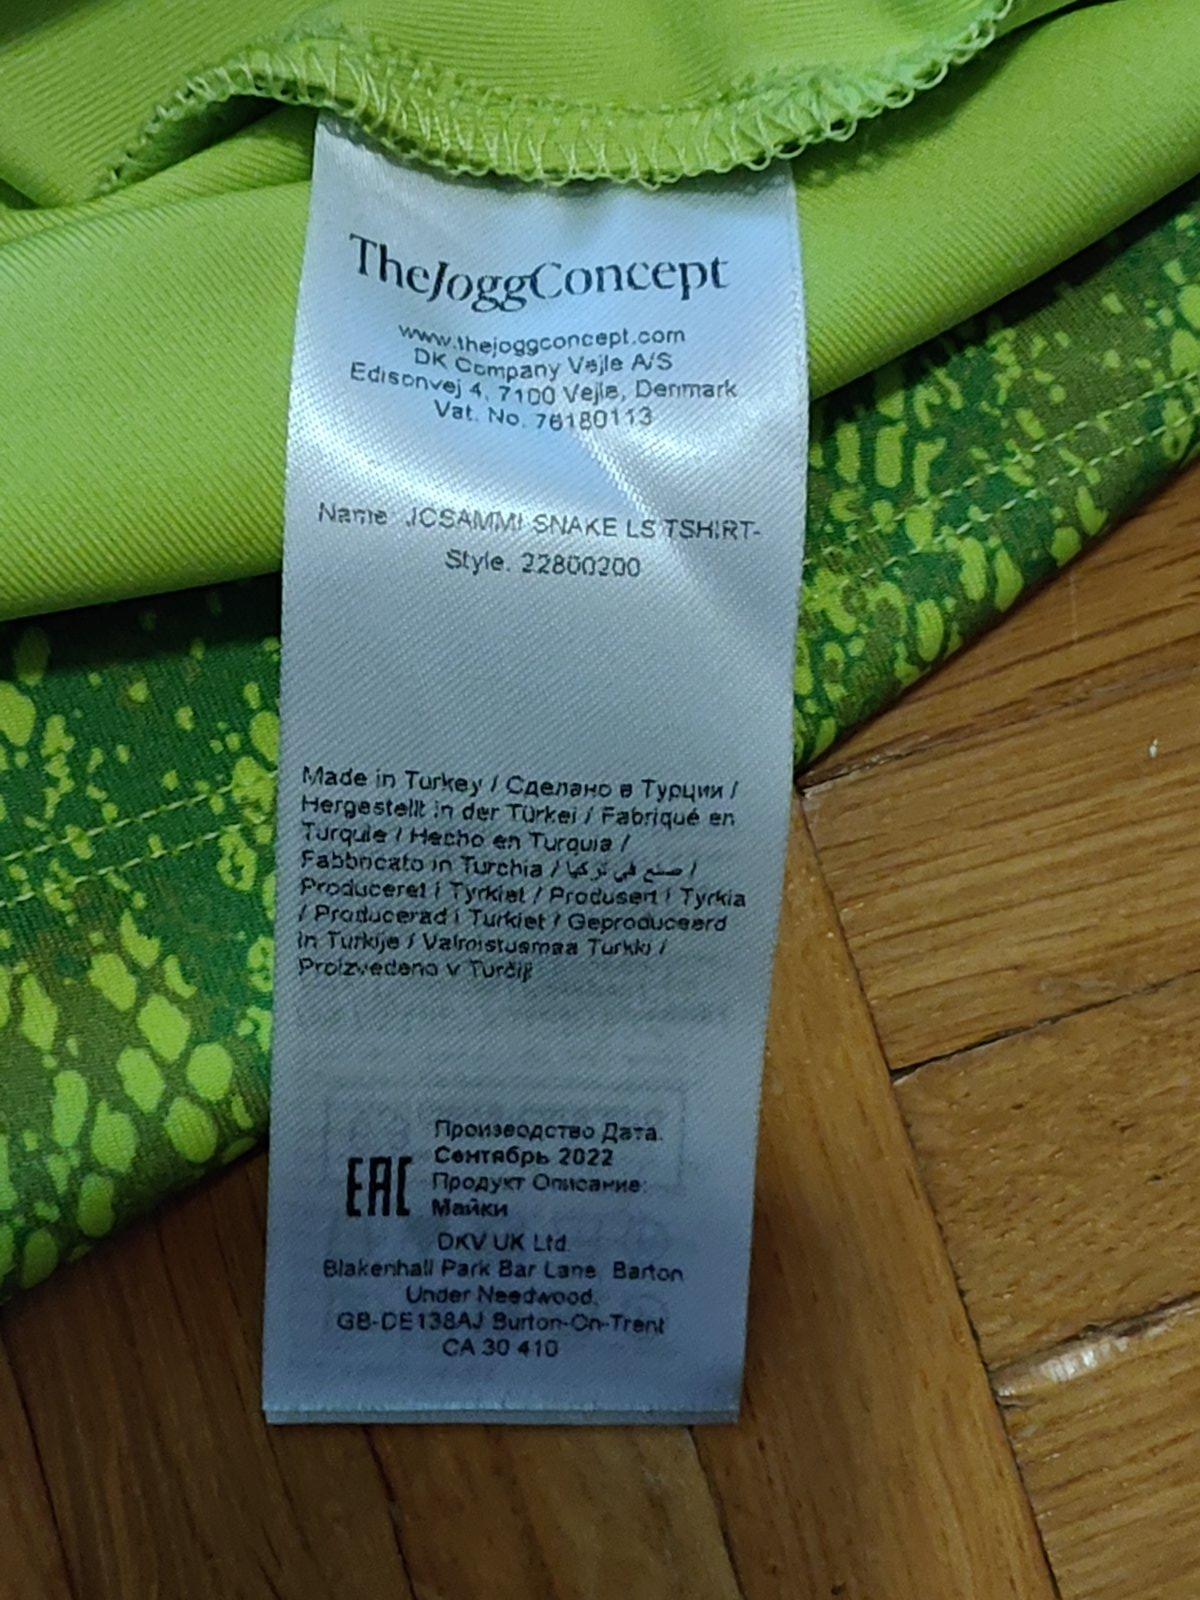 TheJoggConcept
www.thejoggconcept.com
DK Company Vejle A/S
Edisonvej 4, 7100 Vejle, Denmark
Vat. No. 76180113
Name: JCSAMMI SNAKE LS TSHIRT-
Style. 22800200
Made in Turkey / Сделано в Турции /
Hergestellt in der Türkei / Fabriqué en
Turquie / Hecho en Turquia /
Fabbricato in Turchia / صنع في تركيا /
Produceret i Tyrkiet / Produsert i Tyrkia
/ Producerad i Turkiet / Geproduceerd
in Turkije / Valmistusmaa Turkki /
Proizvedeno v Turčiji
EAC
Производство Дата.
Сентябрь 2022
Продукт Описание:
Майки
DKV UK Ltd.
Blakenhall Park Bar Lane, Barton
Under Needwood,
GB-DE138AJ Burton-On-Trent
CA 30 410